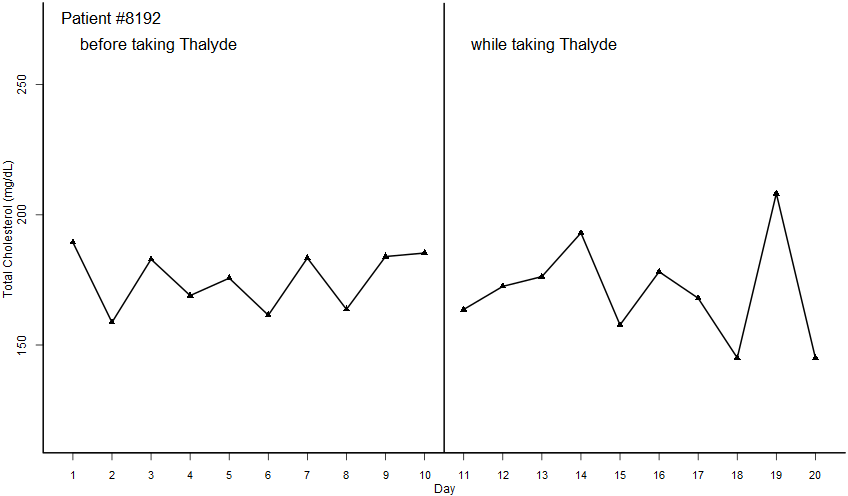 Patient #8192
before taking Thalyde
while taking Thalyde
Total Cholesterol (mg/dL)
250
200
150
1 2 3 4 5 6 7 8 9 10 11 12 13 14 15 16 17 18 19 20
Day